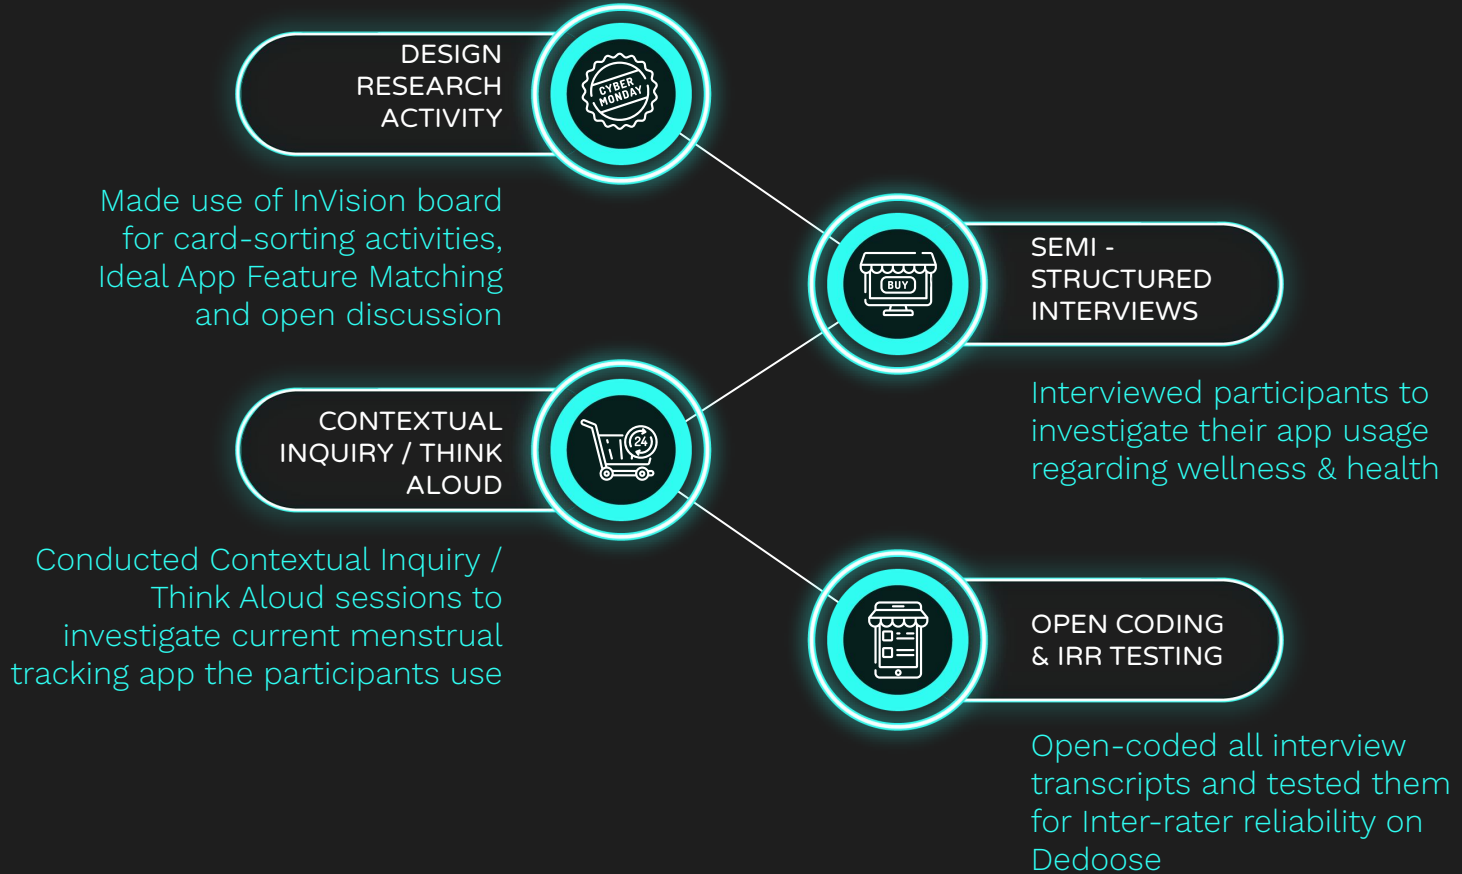 DESIGN
RESEARCH
ACTIVITY
CYBER
MONDAY
Made use of InVision board
for card-sorting activities,
Ideal App Feature Matching
and open discussion
BUY
SEMI -
STRUCTURED
INTERVIEWS
Interviewed participants to
investigate their app usage
regarding wellness & health
CONTEXTUAL
INQUIRY / THINK
ALOUD
24
Conducted Contextual Inquiry /
Think Aloud sessions to
investigate current menstrual
tracking app the participants use
OPEN CODING
& IRR TESTING
Open-coded all interview
transcripts and tested them
for Inter-rater reliability on
Dedoose